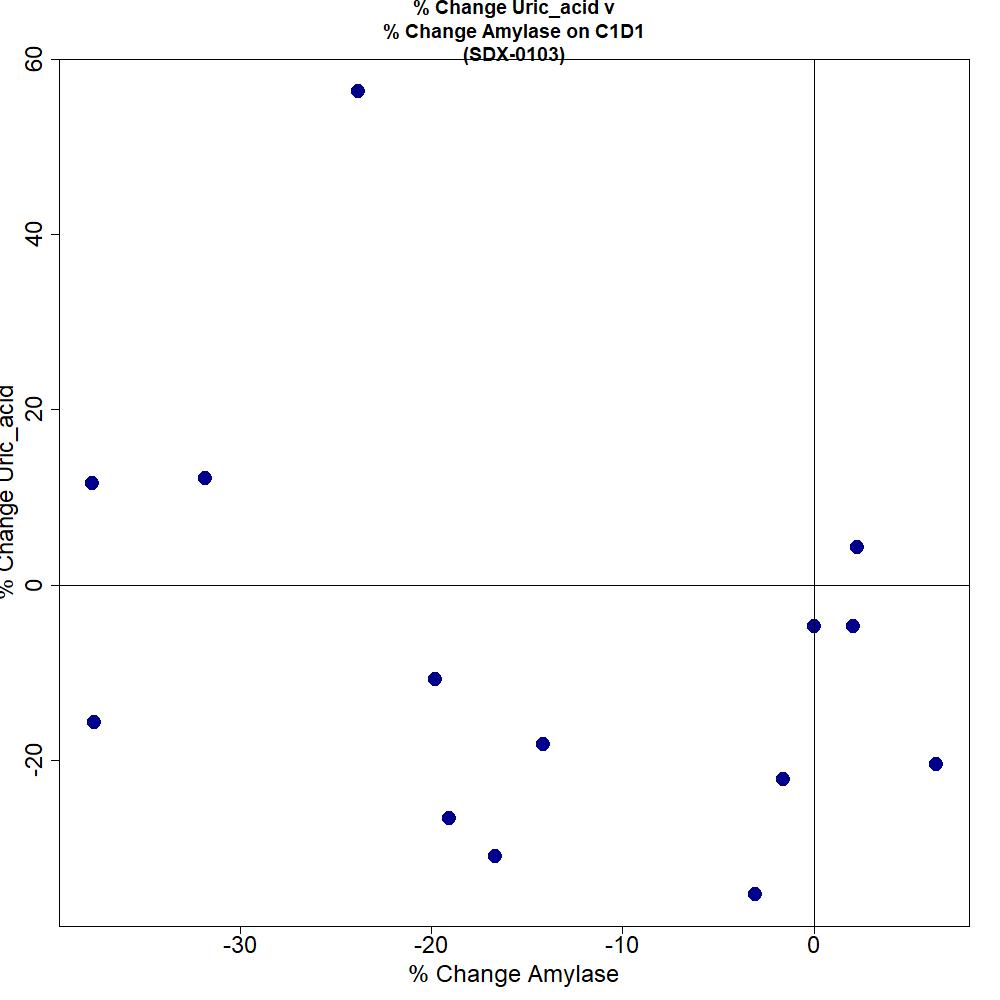 % Change Uric_acid v
% Change Amylase on C1D1
(SDX-0103)
60
40
20
0
-20
% Change Uric_acid
-30
-20
-10
0
% Change Amylase